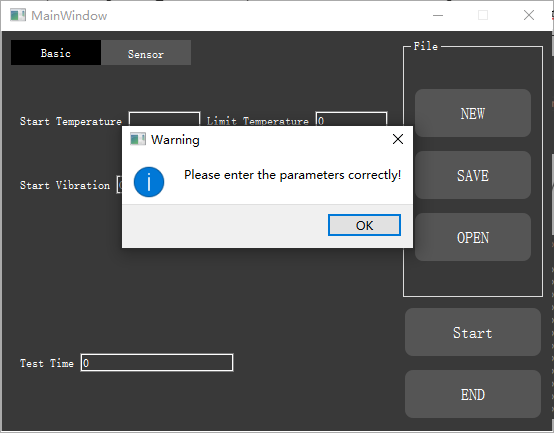 MainWindow
Basic
Sensor
File
Start Temperature
Limit Temperature 0
NEW
Warning
Please enter the parameters correctly!
OK
SAVE
Start Vibration
OPEN
Start
Test Time 0
END